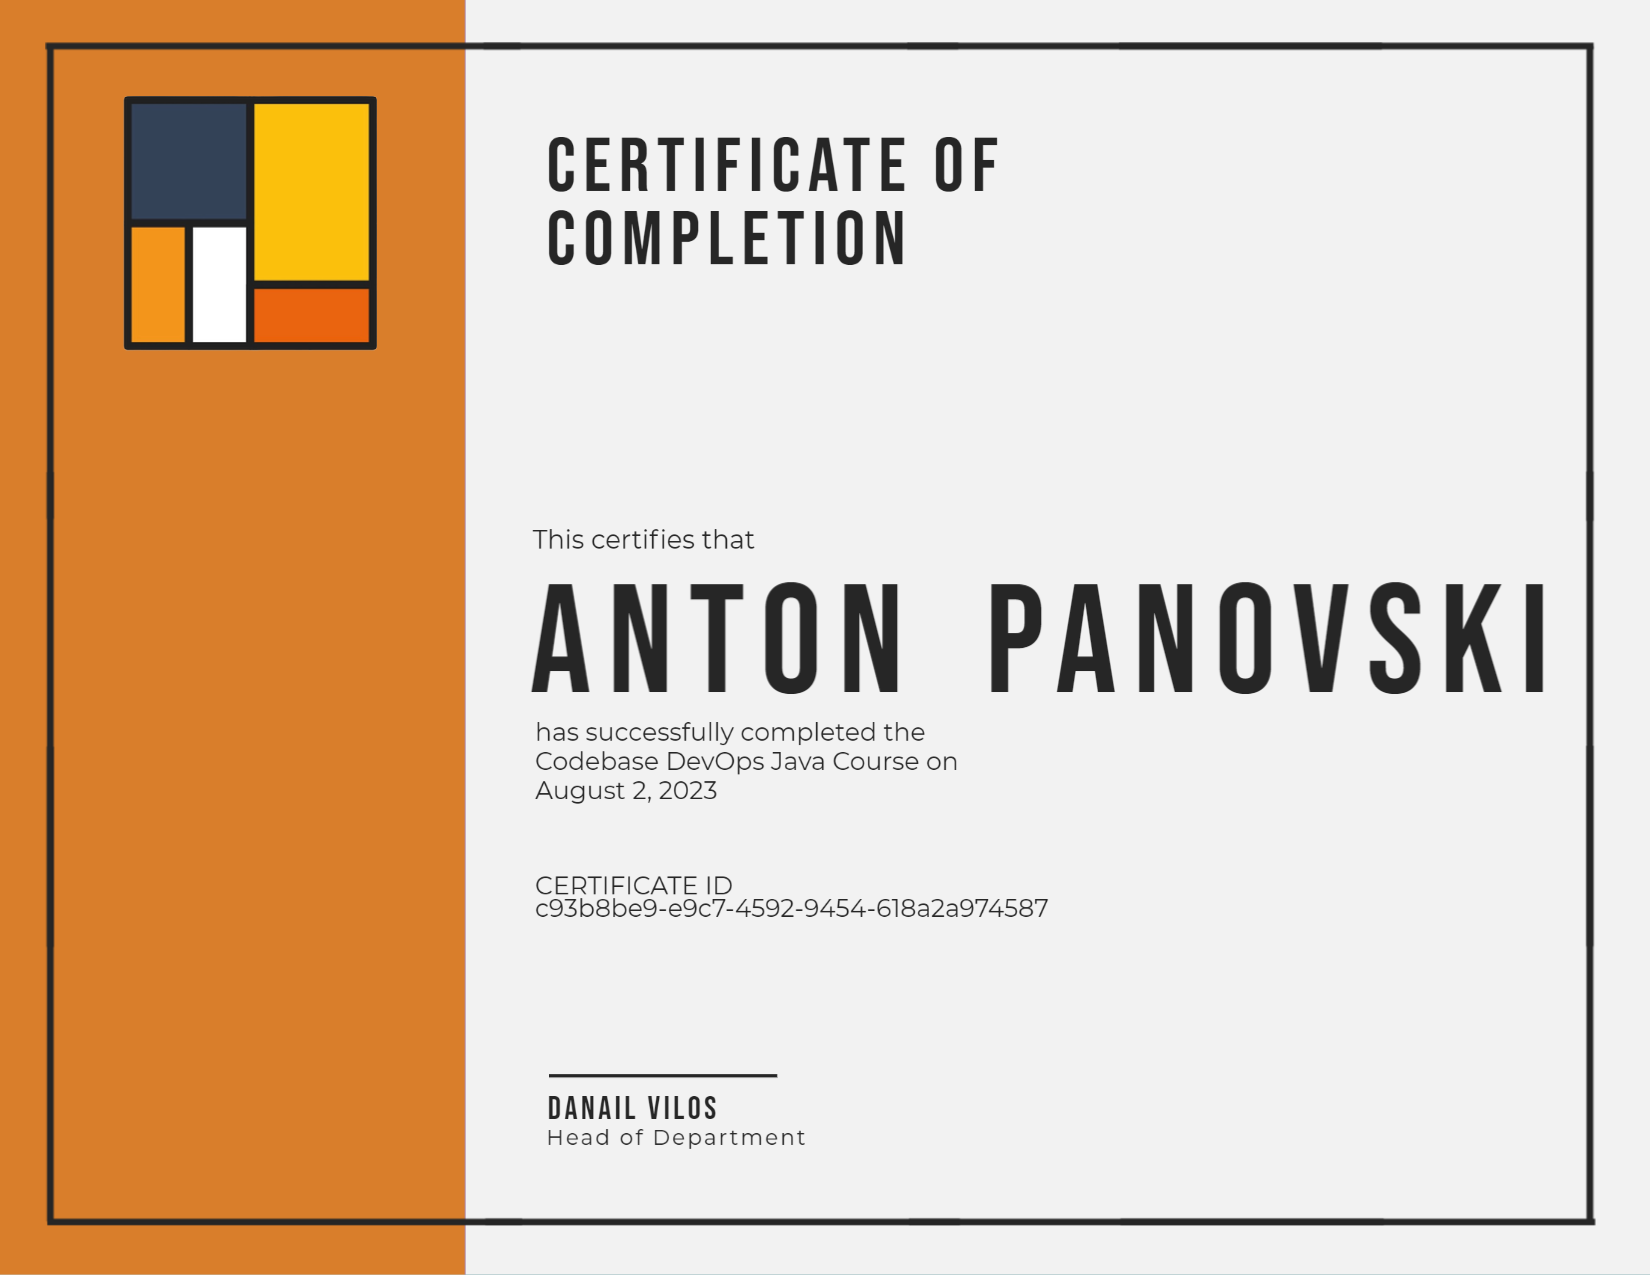 CERTIFICATE OF
COMPLETION
This certifies that
ANTON PANOVSKI
has successfully completed the
Codebase DevOps Java Course on
August 2, 2023
CERTIFICATE ID
c93b8be9-e9c7-4592-9454-618a2a974587
DANAIL VILOS
Head of Department